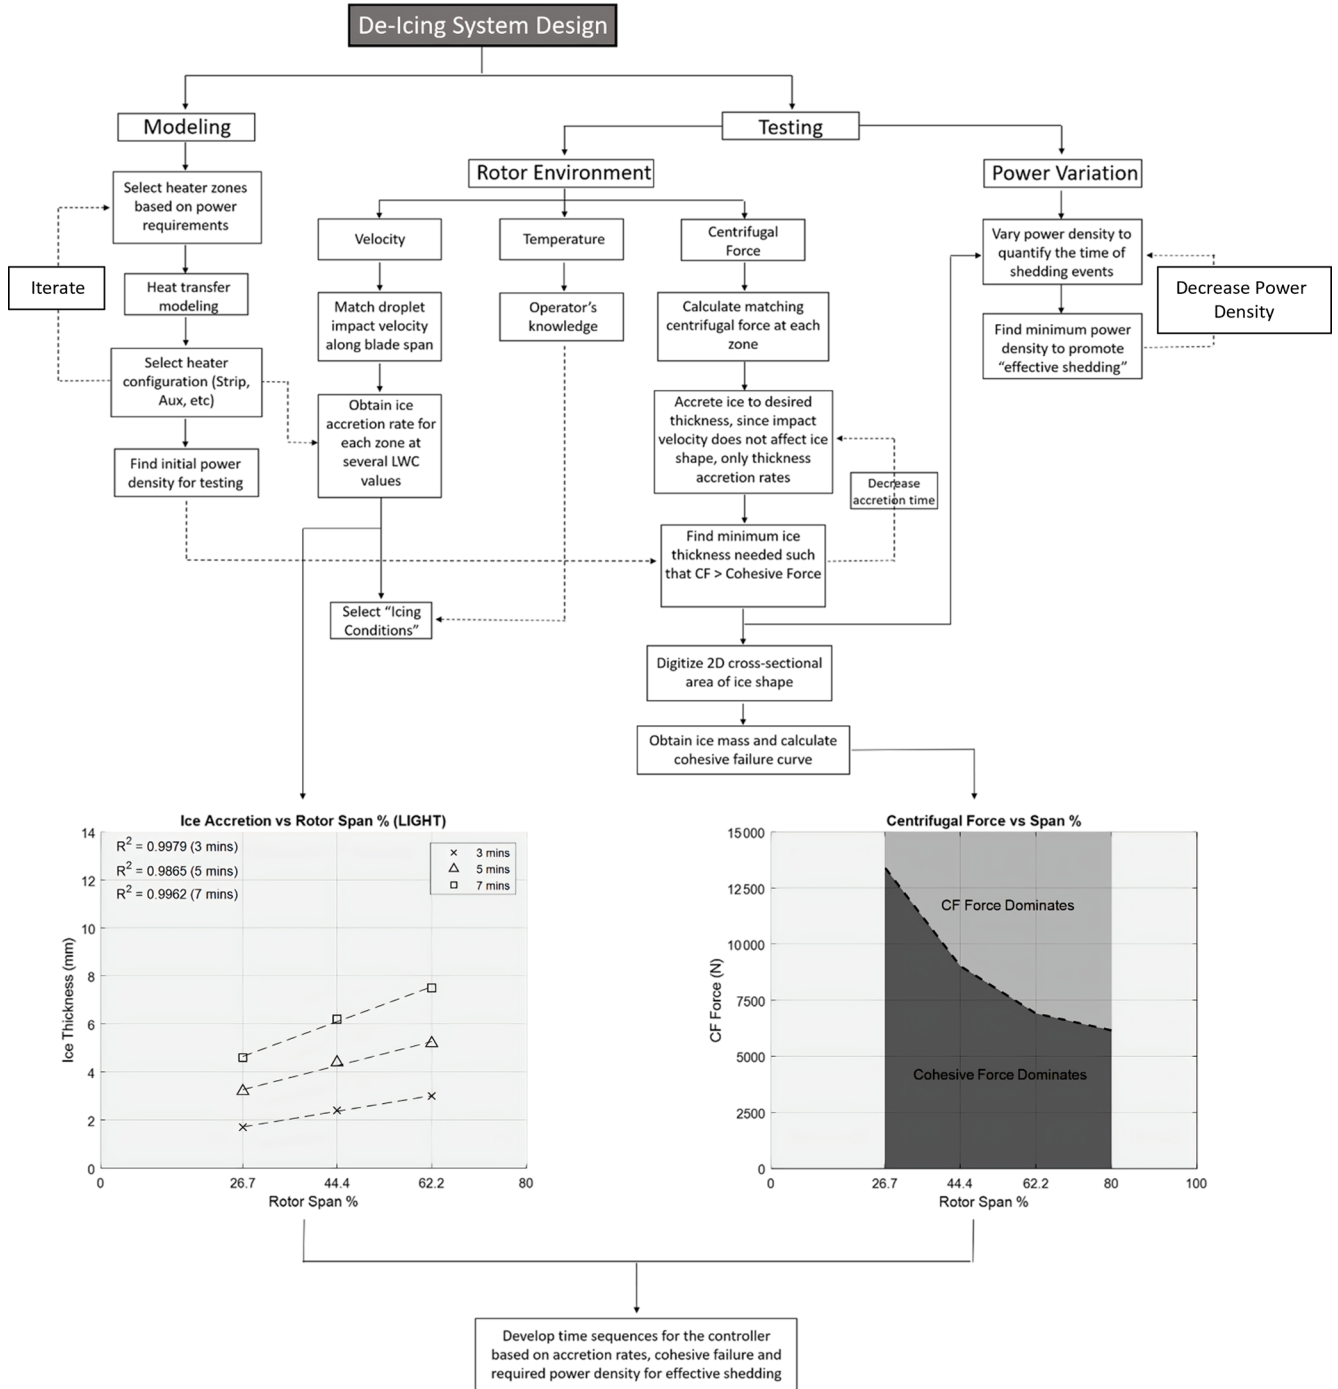 De-Icing System Design
Modeling
Testing
Rotor Environment
Power Variation
Select heater zones
based on power
requirements
Velocity
Temperature
Centrifugal
Force
Vary power density to
quantify the time of
shedding events
Iterate
Heat transfer
modeling
Match droplet
impact velocity
along blade span
Operator's
knowledge
Calculate matching
centrifugal force at each
zone
Decrease Power
Density
Find minimum power
density to promote
“effective shedding”
Select heater
configuration (Strip,
Aux, etc)
Obtain ice
accretion rate for
each zone at
several LWC
values
Accrete ice to desired
thickness, since impact
velocity does not affect ice
shape, only thickness
accretion rates
Find initial power
density for testing
Decrease
accretion time
Find minimum ice
thickness needed such
that CF > Cohesive Force
Select “Icing
Conditions”
Digitize 2D cross-sectional
area of ice shape
Obtain ice mass and calculate
cohesive failure curve
Ice Accretion vs Rotor Span % (LIGHT)
R² = 0.9979 (3 mins)
R² = 0.9865 (5 mins)
R² = 0.9962 (7 mins)
3 mins
5 mins
7 mins
Ice Thickness (mm)
14
12
10
8
6
4
2
0
0 26.7 44.4 62.2 80
Rotor Span %
Centrifugal Force vs Span %
CF Force Dominates
Cohesive Force Dominates
CF Force (N)
15000
12500
10000
7500
5000
2500
0
0 26.7 44.4 62.2 80 100
Rotor Span %
Develop time sequences for the controller
based on accretion rates, cohesive failure and
required power density for effective shedding